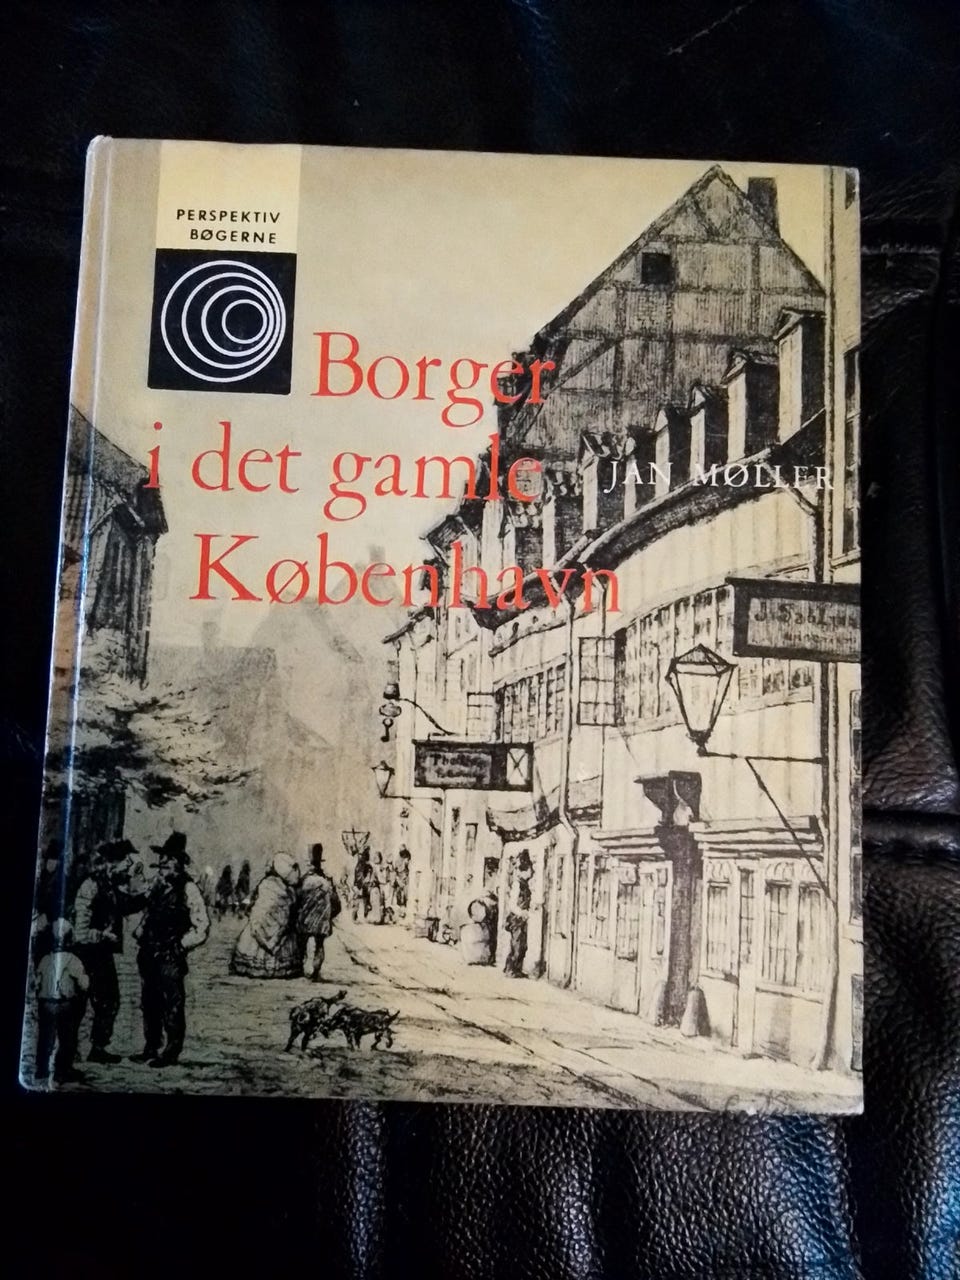 PERSPEKTIV
BØGERNE
Borger
i det gamle
JAN MØLLER
København